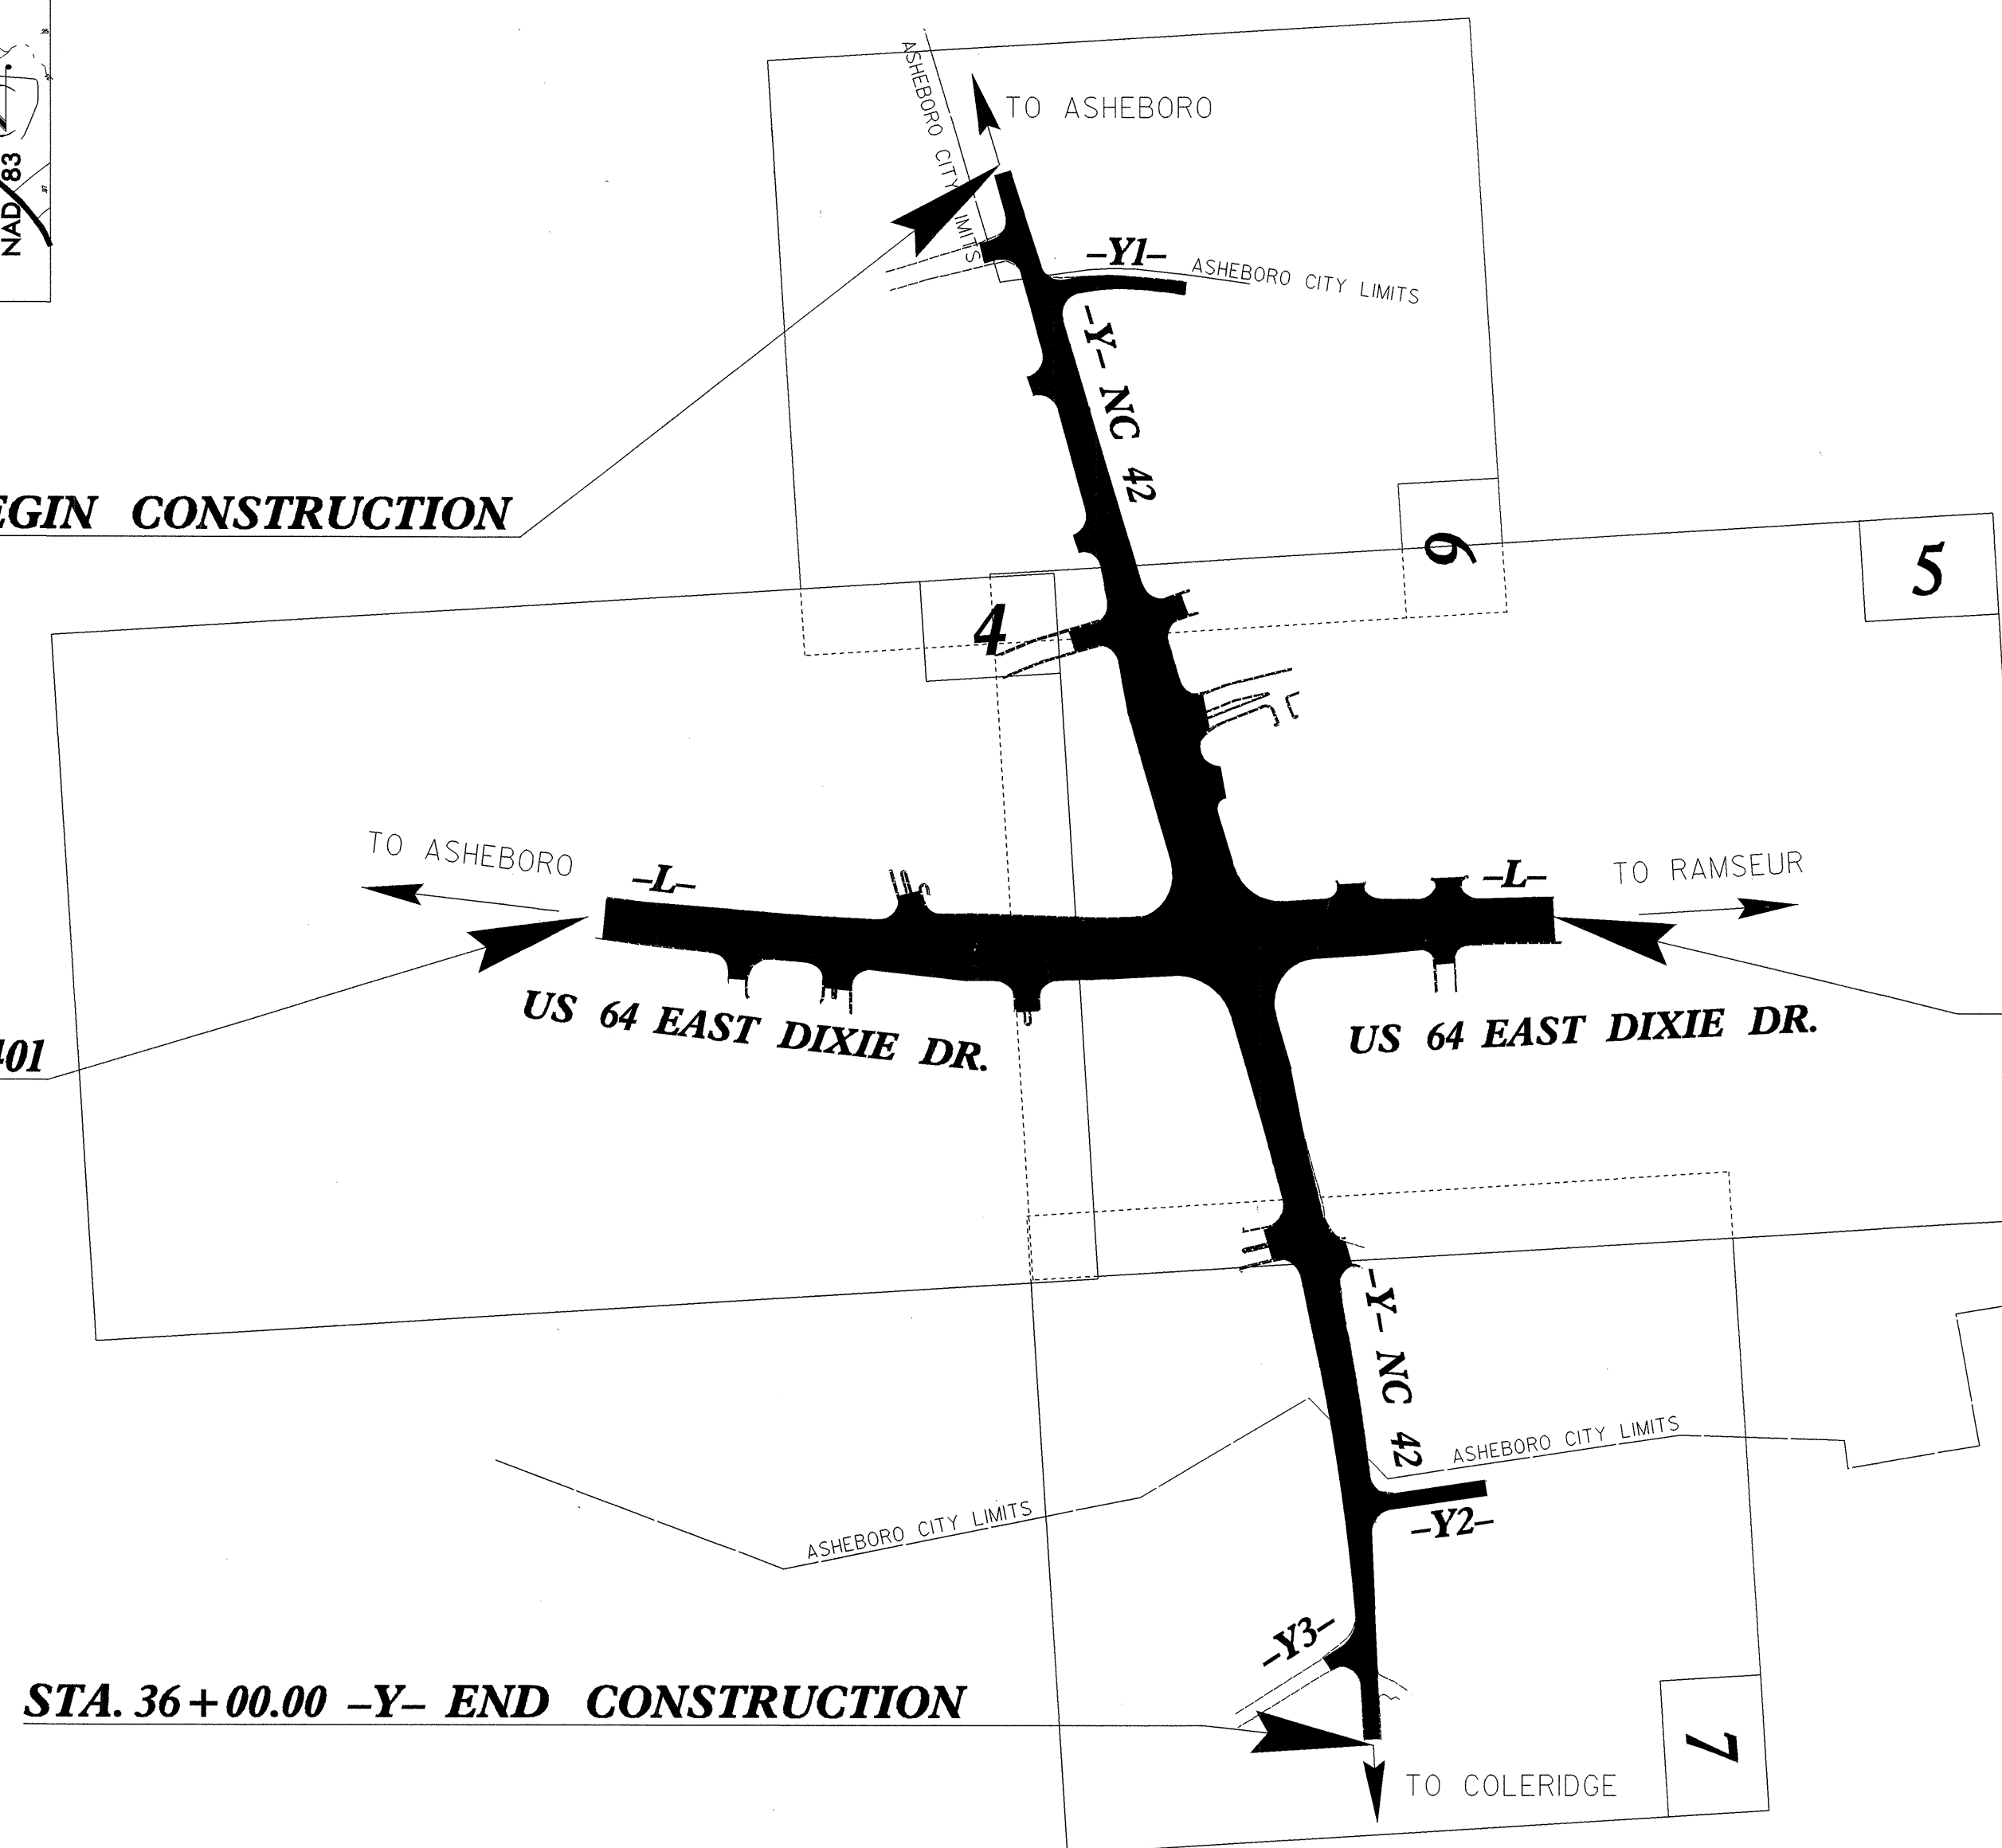 NAD 83
ASHEBORO CITY LIMITS
TO ASHEBORO
–Y1–
ASHEBORO CITY LIMITS
–Y– NC 42
EGIN CONSTRUCTION
6
5
4
TO ASHEBORO
–L–
–L–
TO RAMSEUR
US 64 EAST DIXIE DR.
US 64 EAST DIXIE DR.
401
–Y– NC 42
ASHEBORO CITY LIMITS
ASHEBORO CITY LIMITS
–Y2–
–Y3–
STA. 36+00.00 –Y– END CONSTRUCTION
7
TO COLERIDGE